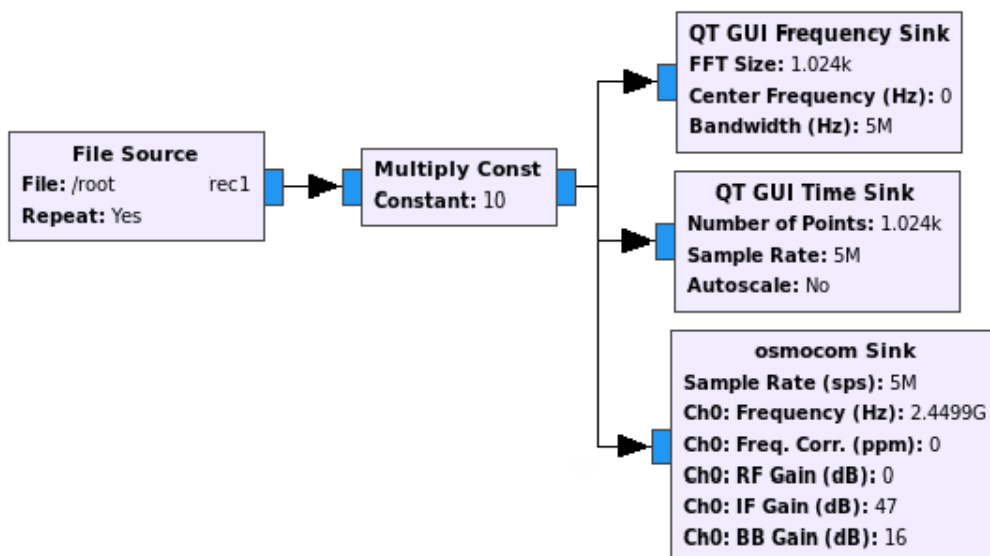 File Source
File: /root rec1
Repeat: Yes
Multiply Const
Constant: 10
QT GUI Frequency Sink
FFT Size: 1.024k
Center Frequency (Hz): 0
Bandwidth (Hz): 5M
QT GUI Time Sink
Number of Points: 1.024k
Sample Rate: 5M
Autoscale: No
osmocom Sink
Sample Rate (sps): 5M
Ch0: Frequency (Hz): 2.4499G
Ch0: Freq. Corr. (ppm): 0
Ch0: RF Gain (dB): 0
Ch0: IF Gain (dB): 47
Ch0: BB Gain (dB): 16